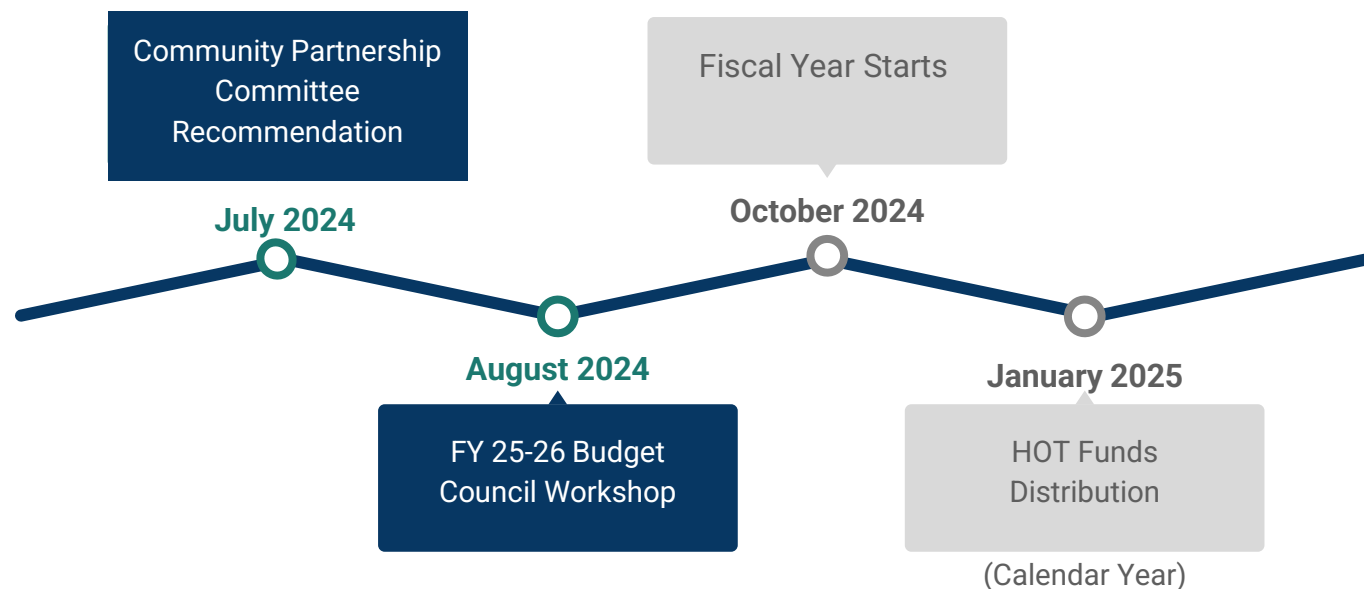 Community Partnership
Committee
Recommendation
July 2024
August 2024
FY 25-26 Budget
Council Workshop
Fiscal Year Starts
October 2024
January 2025
HOT Funds
Distribution
(Calendar Year)